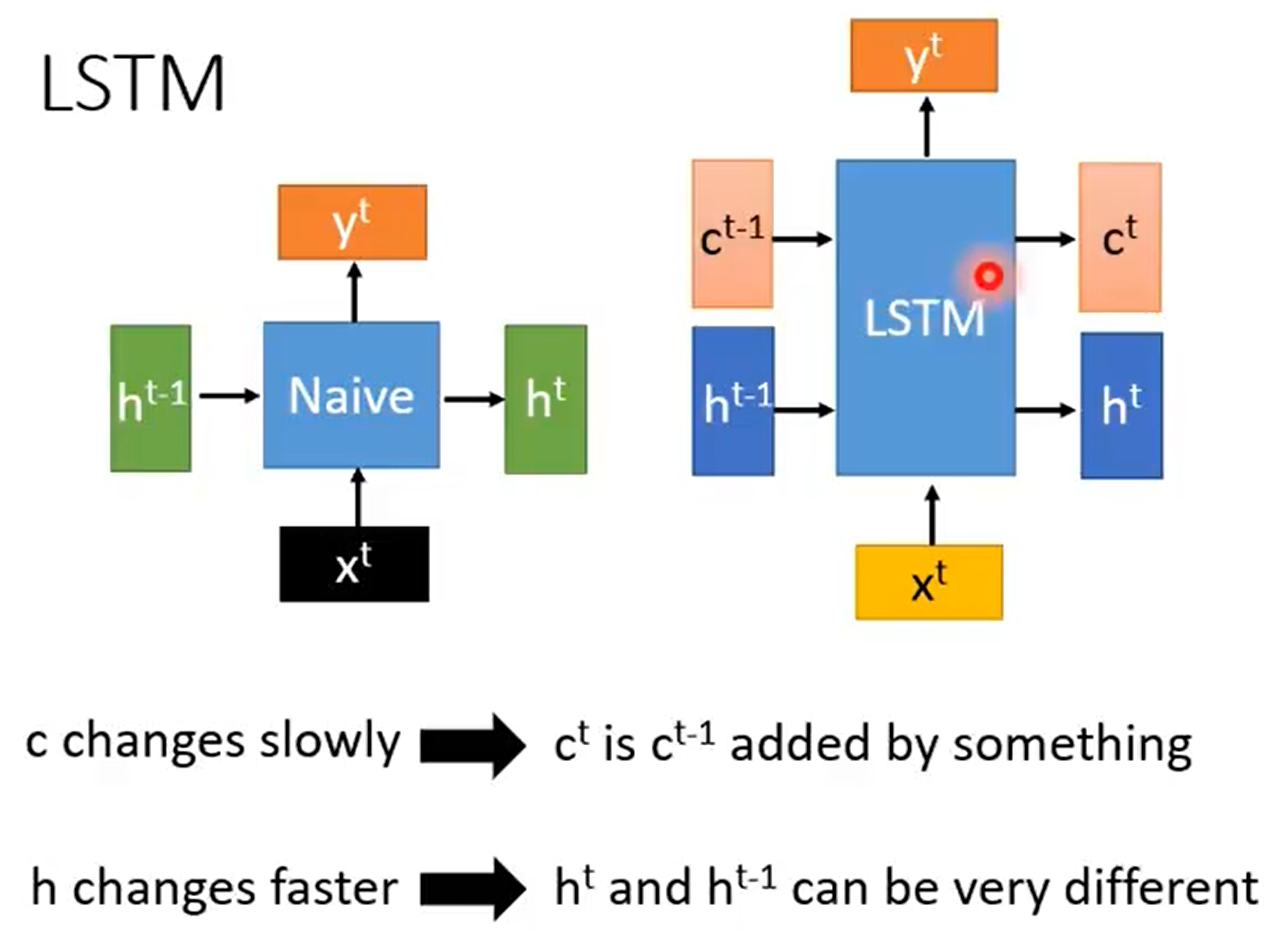 LSTM
y^t
h^t-1
Naive
h^t
x^t
y^t
c^t-1
c^t
LSTM
h^t-1
h^t
x^t
c changes slowly c^t is c^t-1 added by something
h changes faster h^t and h^t-1 can be very different